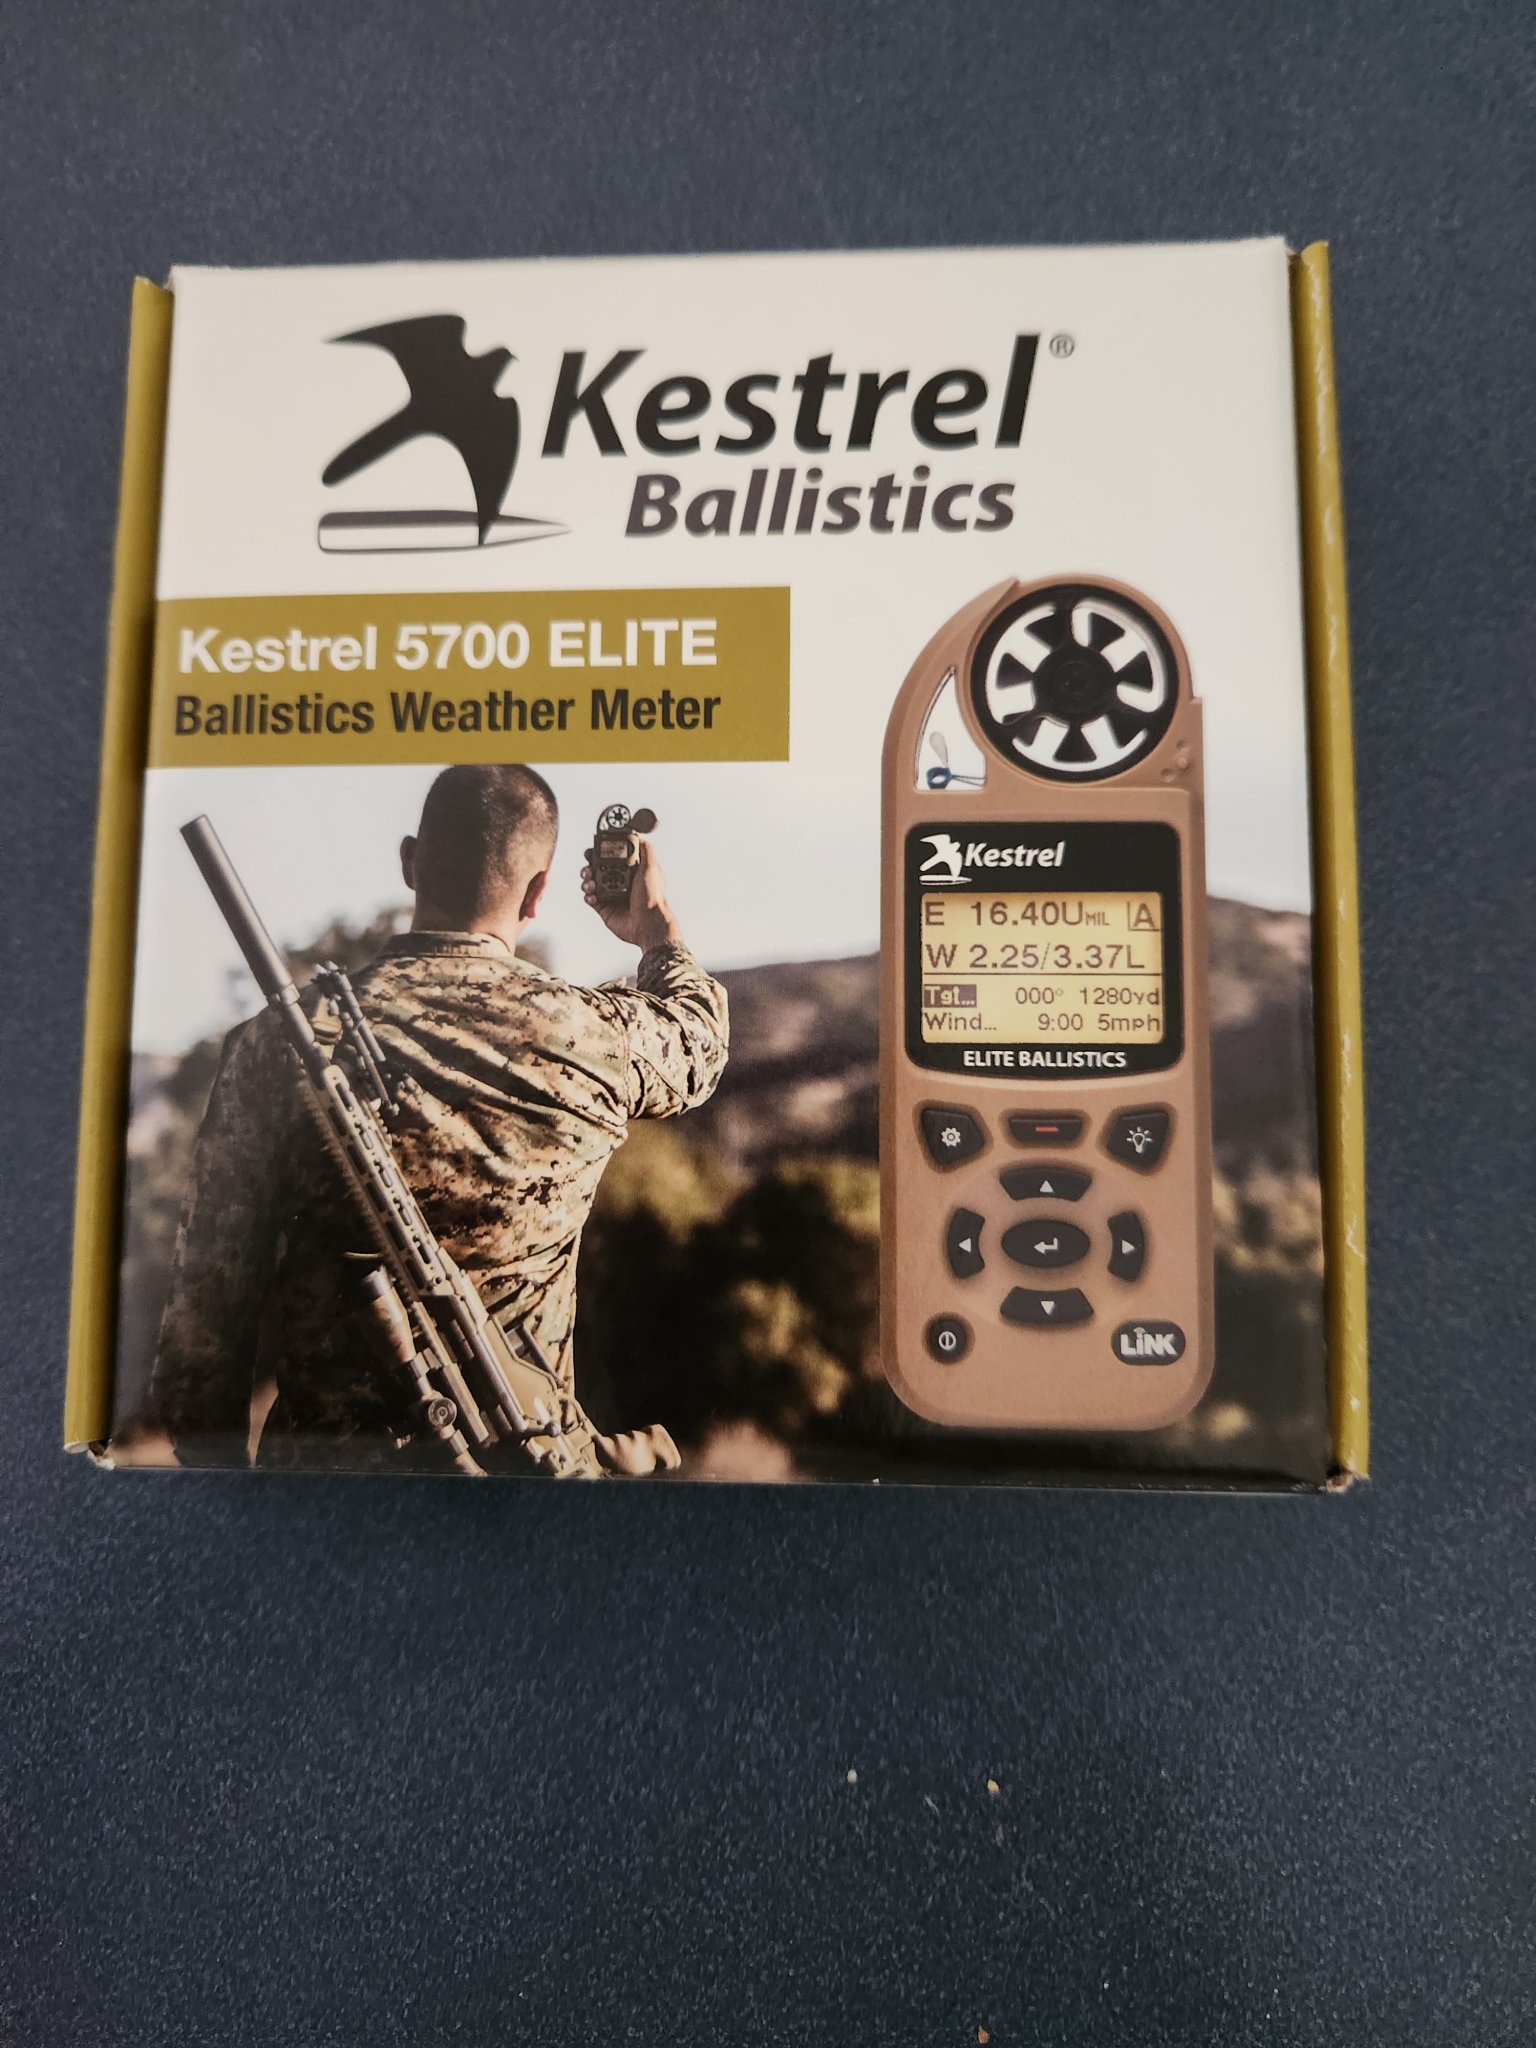 Kestrel®
Ballistics
Kestrel 5700 ELITE
Ballistics Weather Meter
Kestrel
E 16.40UMIL A
W 2.25/3.37L
Tgt... 000° 1280yd
Wind... 9:00 5mph
ELITE BALLISTICS
LiNK